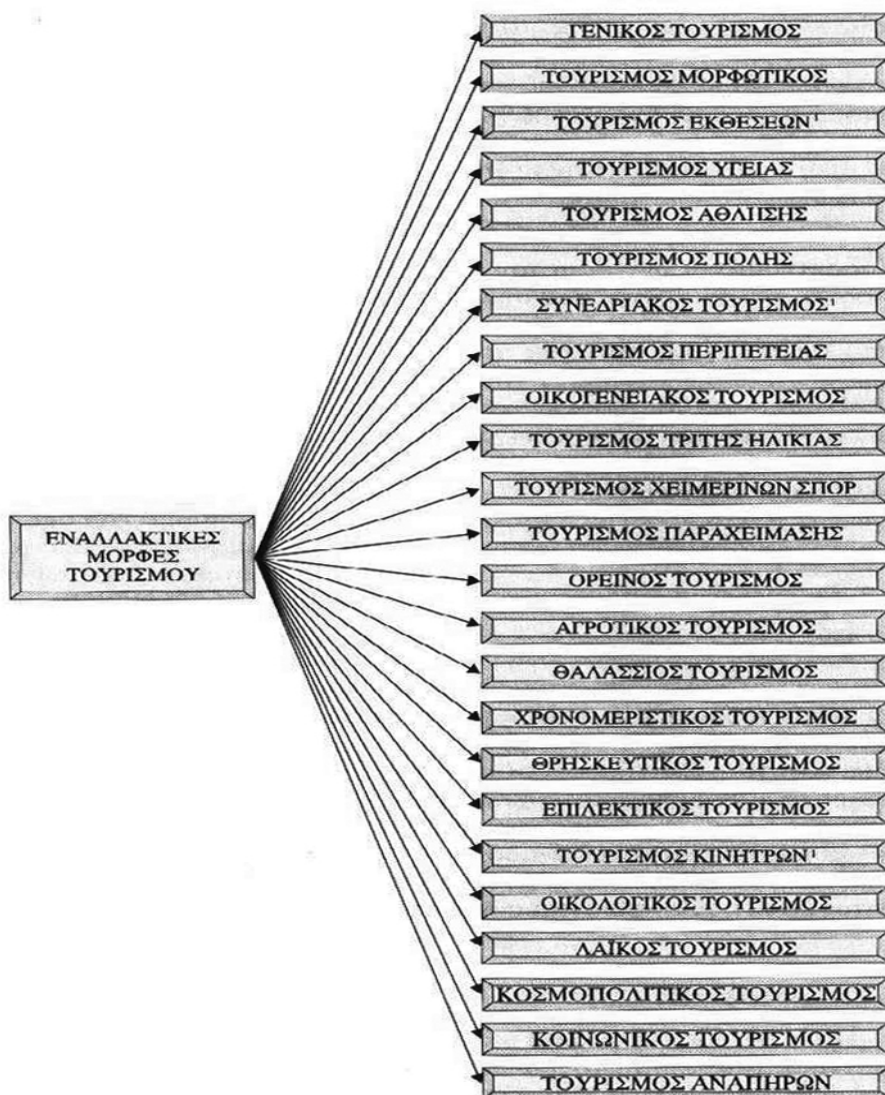 ΓΕΝΙΚΟΣ ΤΟΥΡΙΣΜΟΣ
ΤΟΥΡΙΣΜΟΣ ΜΟΡΦΩΤΙΚΟΣ
ΤΟΥΡΙΣΜΟΣ ΕΚΘΕΣΕΩΝ¹
ΤΟΥΡΙΣΜΟΣ ΥΓΕΙΑΣ
ΤΟΥΡΙΣΜΟΣ ΑΘΛΗΣΗΣ
ΤΟΥΡΙΣΜΟΣ ΠΟΛΗΣ
ΣΥΝΕΔΡΙΑΚΟΣ ΤΟΥΡΙΣΜΟΣ¹
ΤΟΥΡΙΣΜΟΣ ΠΕΡΙΠΕΤΕΙΑΣ
ΟΙΚΟΓΕΝΕΙΑΚΟΣ ΤΟΥΡΙΣΜΟΣ
ΤΟΥΡΙΣΜΟΣ ΤΡΙΤΗΣ ΗΛΙΚΙΑΣ
ΤΟΥΡΙΣΜΟΣ ΧΕΙΜΕΡΙΝΩΝ ΣΠΟΡ
ΕΝΑΛΛΑΚΤΙΚΕΣ
ΜΟΡΦΕΣ
ΤΟΥΡΙΣΜΟΥ
ΤΟΥΡΙΣΜΟΣ ΠΑΡΑΧΕΙΜΑΣΗΣ
ΟΡΕΙΝΟΣ ΤΟΥΡΙΣΜΟΣ
ΑΓΡΟΤΙΚΟΣ ΤΟΥΡΙΣΜΟΣ
ΘΑΛΑΣΣΙΟΣ ΤΟΥΡΙΣΜΟΣ
ΧΡΟΝΟΜΕΡΙΣΤΙΚΟΣ ΤΟΥΡΙΣΜΟΣ
ΘΡΗΣΚΕΥΤΙΚΟΣ ΤΟΥΡΙΣΜΟΣ
ΕΠΙΛΕΚΤΙΚΟΣ ΤΟΥΡΙΣΜΟΣ
ΤΟΥΡΙΣΜΟΣ ΚΙΝΗΤΡΩΝ¹
ΟΙΚΟΛΟΓΙΚΟΣ ΤΟΥΡΙΣΜΟΣ
ΛΑΪΚΟΣ ΤΟΥΡΙΣΜΟΣ
ΚΟΣΜΟΠΟΛΙΤΙΚΟΣ ΤΟΥΡΙΣΜΟΣ
ΚΟΙΝΩΝΙΚΟΣ ΤΟΥΡΙΣΜΟΣ
ΤΟΥΡΙΣΜΟΣ ΑΝΑΠΗΡΩΝ